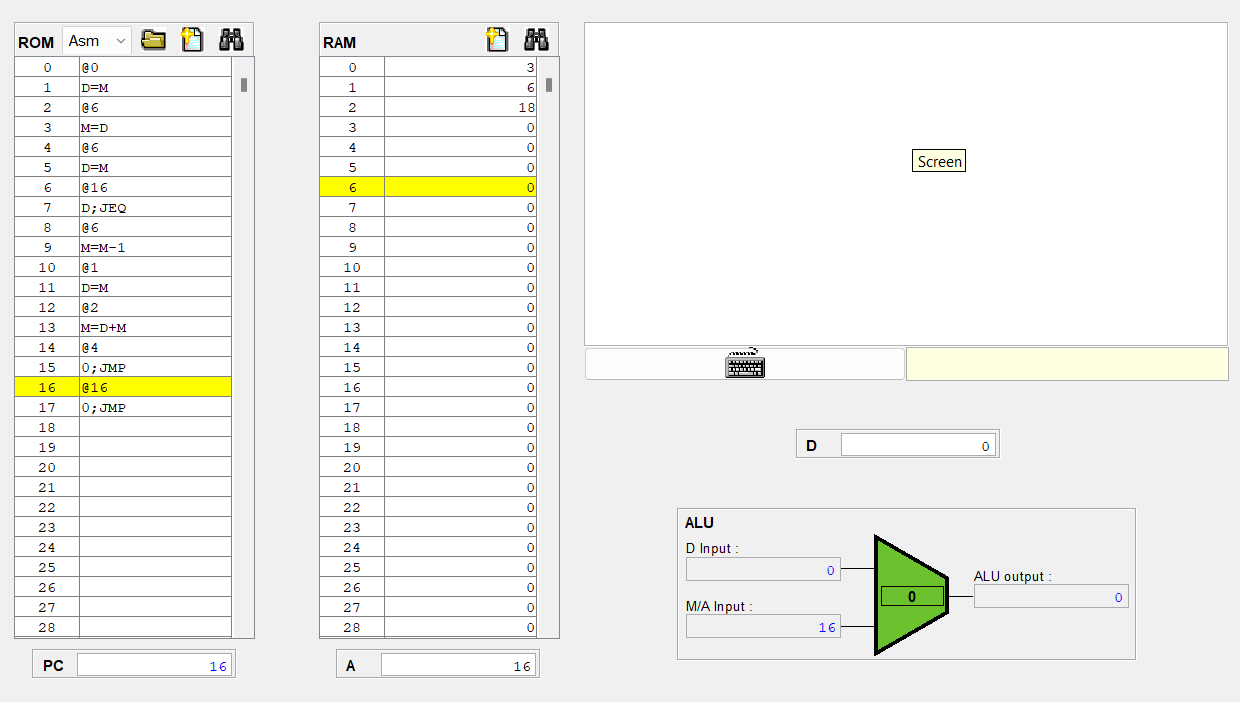 ROM Asm
0 @0
1 D=M
2 @6
3 M=D
4 @6
5 D=M
6 @16
7 D;JEQ
8 @6
9 M=M-1
10 @1
11 D=M
12 @2
13 M=D+M
14 @4
15 0;JMP
16 @16
17 0;JMP
18
19
20
21
22
23
24
25
26
27
28
PC 16
RAM
0 3
1 6
2 18
3 0
4 0
5 0
6 0
7 0
8 0
9 0
10 0
11 0
12 0
13 0
14 0
15 0
16 0
17 0
18 0
19 0
20 0
21 0
22 0
23 0
24 0
25 0
26 0
27 0
28 0
A 16
Screen
D 0
ALU
D Input :
0
M/A Input :
16
0
ALU output :
0